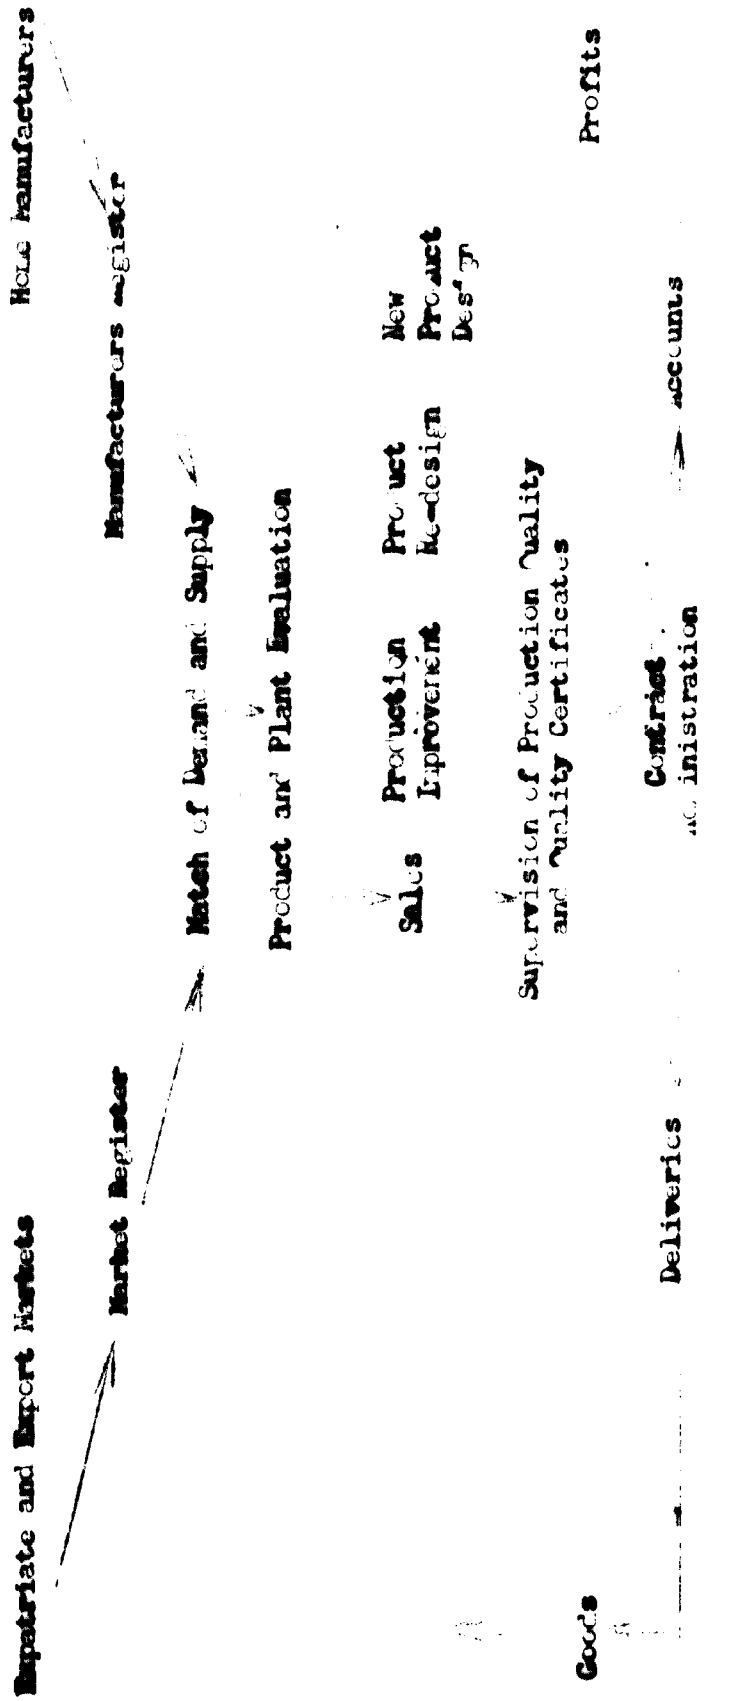 Expatriate and Export Markets
Home Manufacturers
Market Register
Manufacturers Register
Match of Demand and Supply
Product and Plant Evaluation
Sales
Production
Improvement
Product
Re-design
New
Product
Design
Supervision of Production Quality
and Quality Certificates
Goods
Profits
Deliveries
Contract
Administration
Accounts